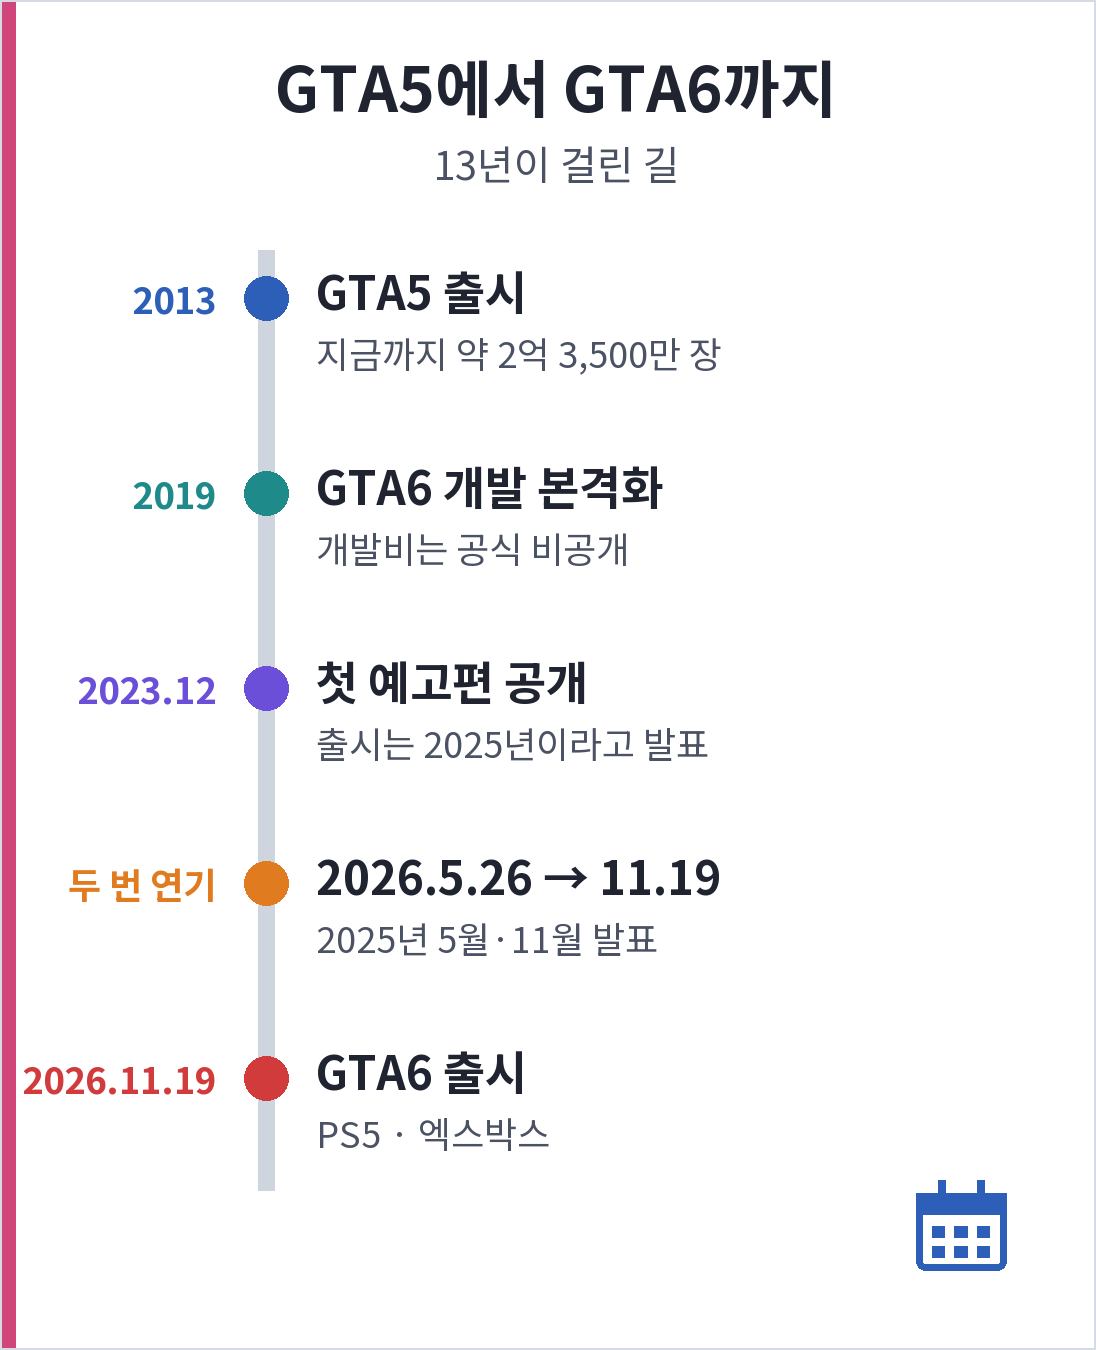 GTA5에서 GTA6까지
13년이 걸린 길
2013
GTA5 출시
지금까지 약 2억 3,500만 장
2019
GTA6 개발 본격화
개발비는 공식 비공개
2023.12
첫 예고편 공개
출시는 2025년이라고 발표
두 번 연기
2026.5.26 → 11.19
2025년 5월·11월 발표
2026.11.19
GTA6 출시
PS5 · 엑스박스